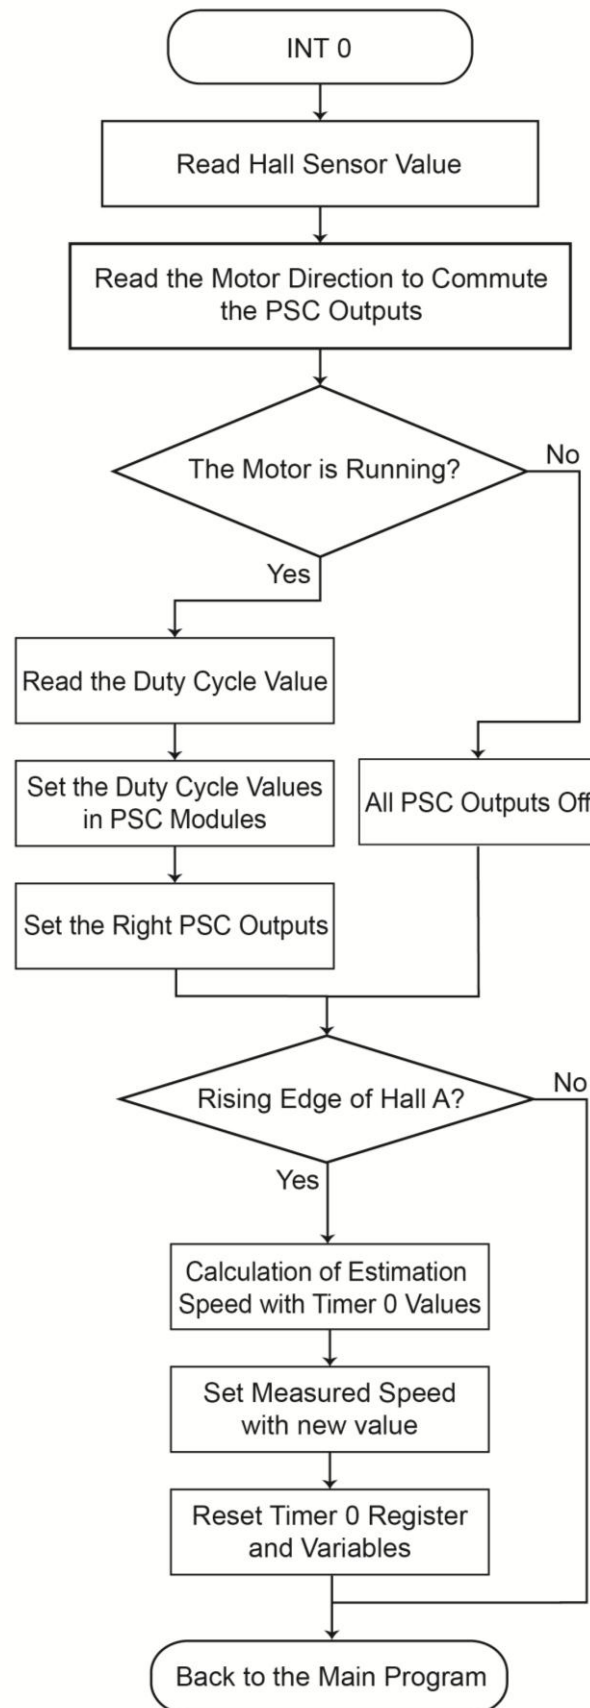 INT 0
Read Hall Sensor Value
Read the Motor Direction to Commute
the PSC Outputs
The Motor is Running?
No
Yes
Read the Duty Cycle Value
Set the Duty Cycle Values
in PSC Modules
All PSC Outputs Off
Set the Right PSC Outputs
Rising Edge of Hall A?
No
Yes
Calculation of Estimation
Speed with Timer 0 Values
Set Measured Speed
with new value
Reset Timer 0 Register
and Variables
Back to the Main Program